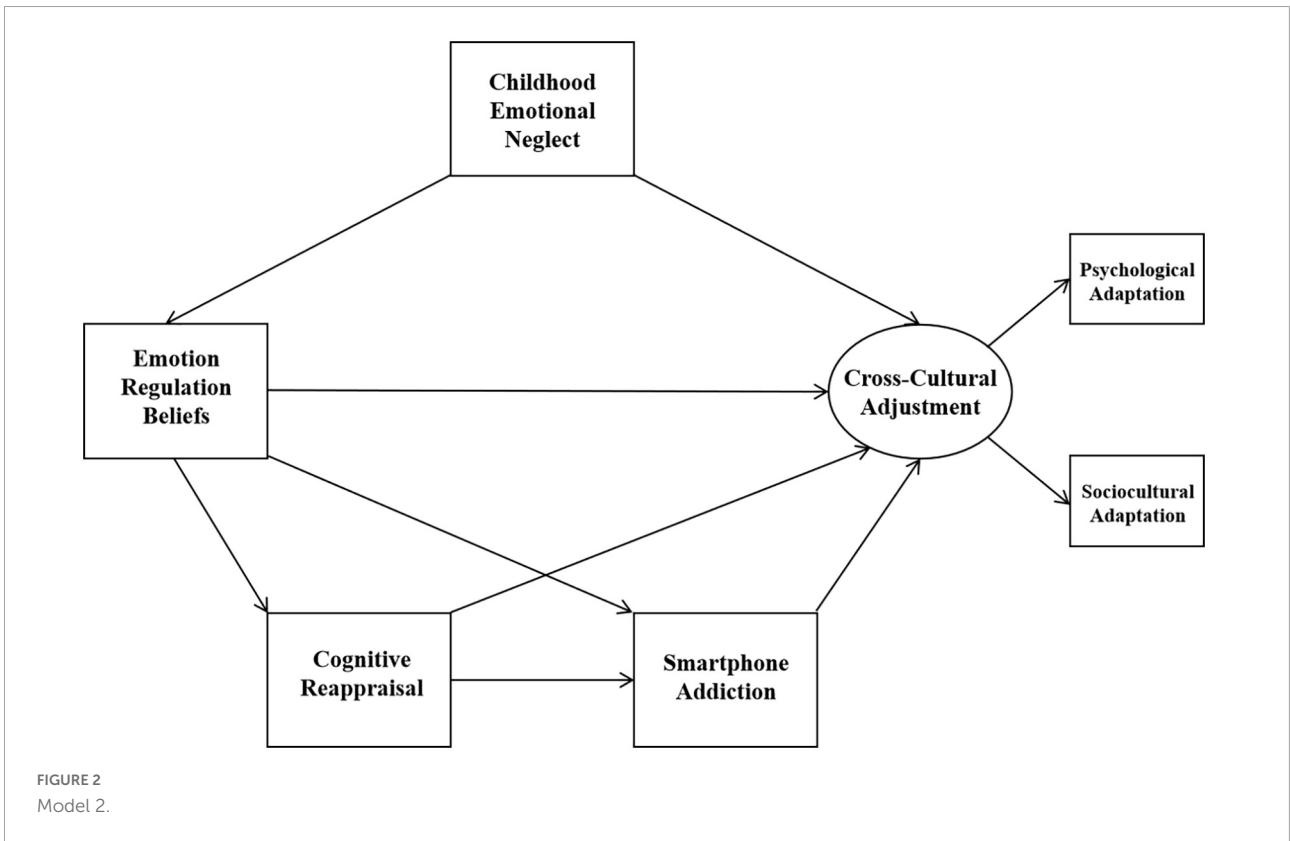 Childhood
Emotional
Neglect
Psychological
Adaptation
Emotion
Regulation
Beliefs
Cross-Cultural
Adjustment
Sociocultural
Adaptation
Cognitive
Reappraisal
Smartphone
Addiction
FIGURE 2
Model 2.